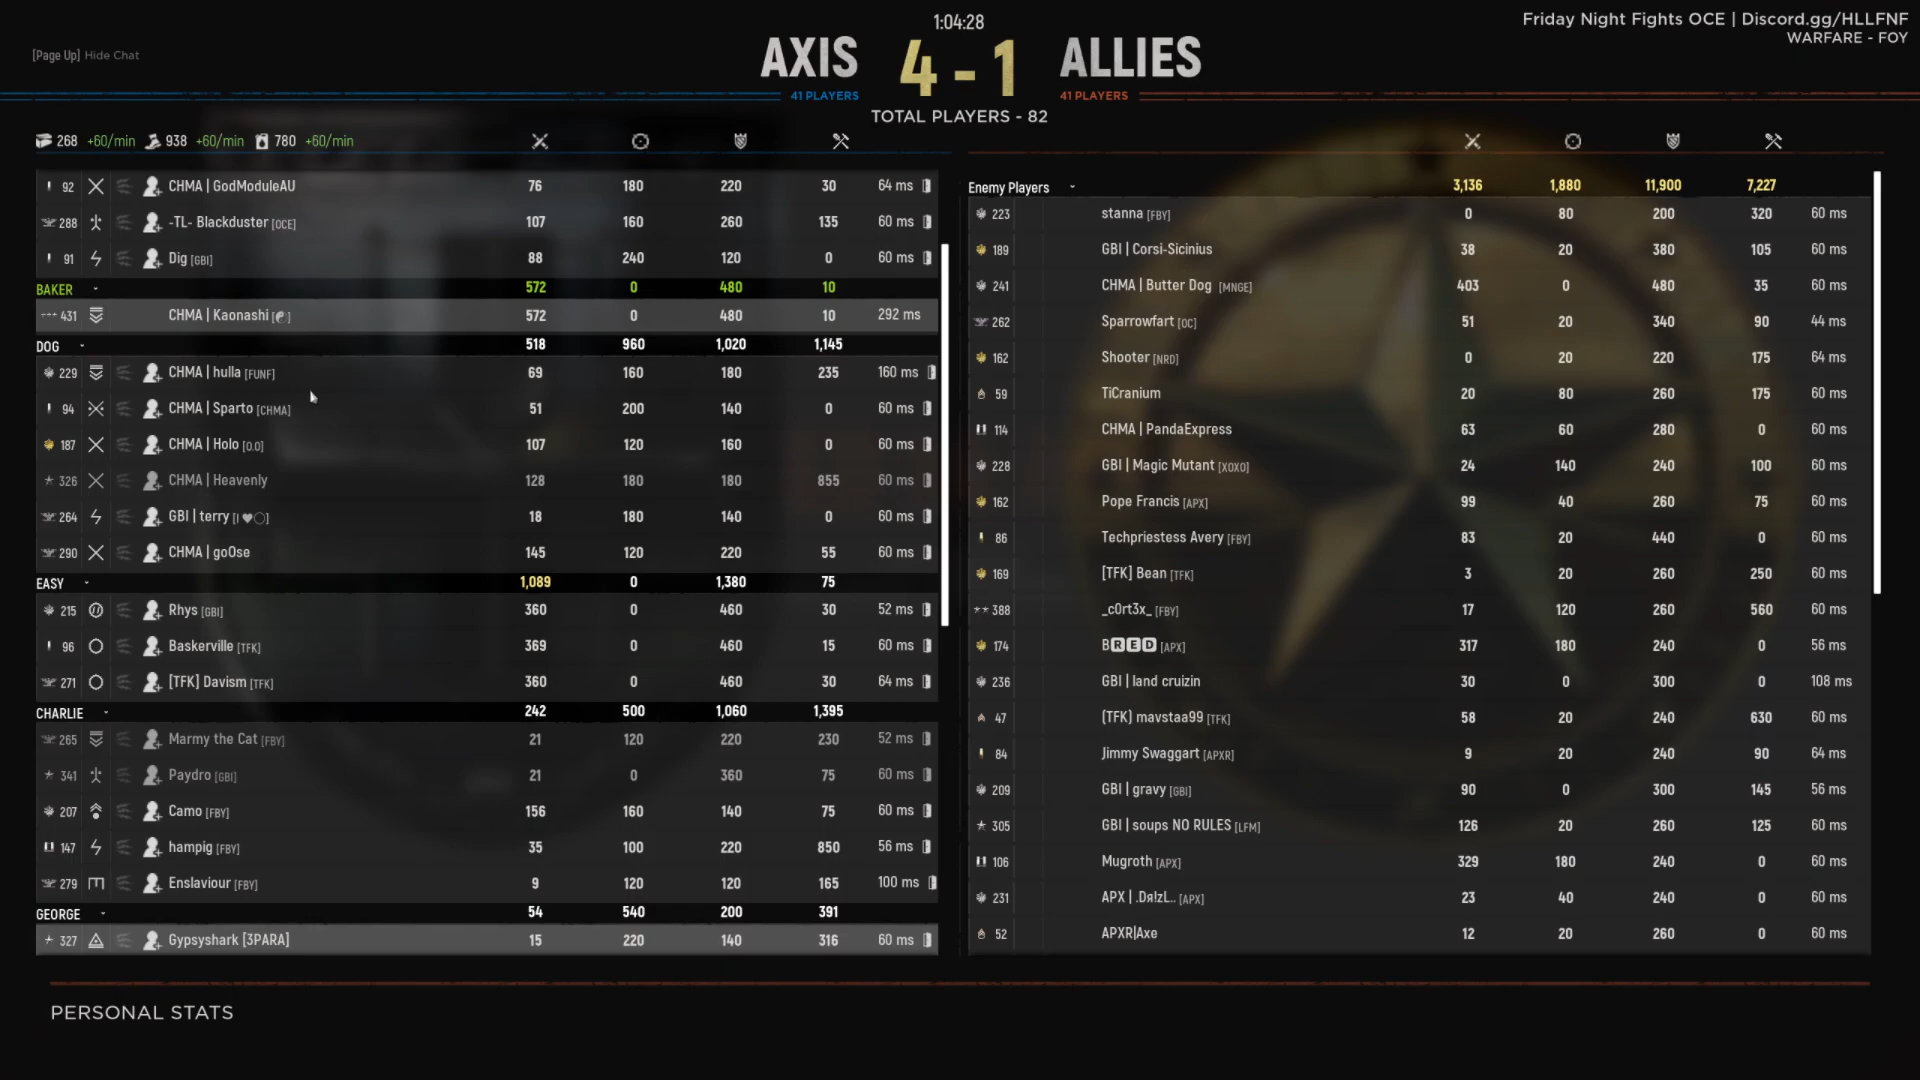 1:04:28
Friday Night Fights OCE | Discord.gg/HLLFNF
WARFARE - FOY
[Page Up] Hide Chat
AXIS 4 - 1 ALLIES
41 PLAYERS 41 PLAYERS
TOTAL PLAYERS - 82
268 +60/min 938 +60/min 780 +60/min
92 CHMA | GodModuleAU 76 180 220 30 64 ms
288 -TL- Blackduster [OCE] 107 160 260 135 60 ms
91 Dig [GBI] 88 240 120 0 60 ms
BAKER 572 0 480 10
431 CHMA | Kaonashi 572 0 480 10 292 ms
DOG 518 960 1,020 1,145
229 CHMA | hulla [FUNF] 69 160 180 235 160 ms
94 CHMA | Sparto [CHMA] 51 200 140 0 60 ms
187 CHMA | Holo [O.O] 107 120 160 0 60 ms
326 CHMA | Heavenly 128 180 180 855 60 ms
264 GBI | terry [I ♥○] 18 180 140 0 60 ms
290 CHMA | goOse 145 120 220 55 60 ms
EASY 1,089 0 1,380 75
215 Rhys [GBI] 360 0 460 30 52 ms
96 Baskerville [TFK] 369 0 460 15 60 ms
271 [TFK] Davism [TFK] 360 0 460 30 64 ms
CHARLIE 242 500 1,060 1,395
265 Marmy the Cat [FBY] 21 120 220 230 52 ms
341 Paydro [GBI] 21 0 360 75 60 ms
207 Camo [FBY] 156 160 140 75 60 ms
147 hampig [FBY] 35 100 220 850 56 ms
279 Enslaviour [FBY] 9 120 120 165 100 ms
GEORGE 54 540 200 391
327 Gypsyshark [3PARA] 15 220 140 316 60 ms
Enemy Players 3,136 1,880 11,900 7,227
223 stanna [FBY] 0 80 200 320 60 ms
189 GBI | Corsi-Sicinius 38 20 380 105 60 ms
241 CHMA | Butter Dog [MNGE] 403 0 480 35 60 ms
262 Sparrowfart [OC] 51 20 340 90 44 ms
162 Shooter [NRD] 0 20 220 175 64 ms
59 TiCranium 20 80 260 175 60 ms
114 CHMA | PandaExpress 63 60 280 0 60 ms
228 GBI | Magic Mutant [XOXO] 24 140 240 100 60 ms
162 Pope Francis [APX] 99 40 260 75 60 ms
86 Techpriestess Avery [FBY] 83 20 440 0 60 ms
169 [TFK] Bean [TFK] 3 20 260 250 60 ms
388 _c0rt3x_ [FBY] 17 120 260 560 60 ms
174 B🆁🅴🅳 [APX] 317 180 240 0 56 ms
236 GBI | land cruizin 30 0 300 0 108 ms
47 (TFK) mavstaa99 [TFK] 58 20 240 630 60 ms
84 Jimmy Swaggart [APXR] 9 20 240 90 64 ms
209 GBI | gravy [GBI] 90 0 300 145 56 ms
305 GBI | soups NO RULES [LFM] 126 20 260 125 60 ms
106 Mugroth [APX] 329 180 240 0 60 ms
231 APX | .Dя!zL.. [APX] 23 40 240 0 60 ms
52 APXR|Axe 12 20 260 0 60 ms
PERSONAL STATS